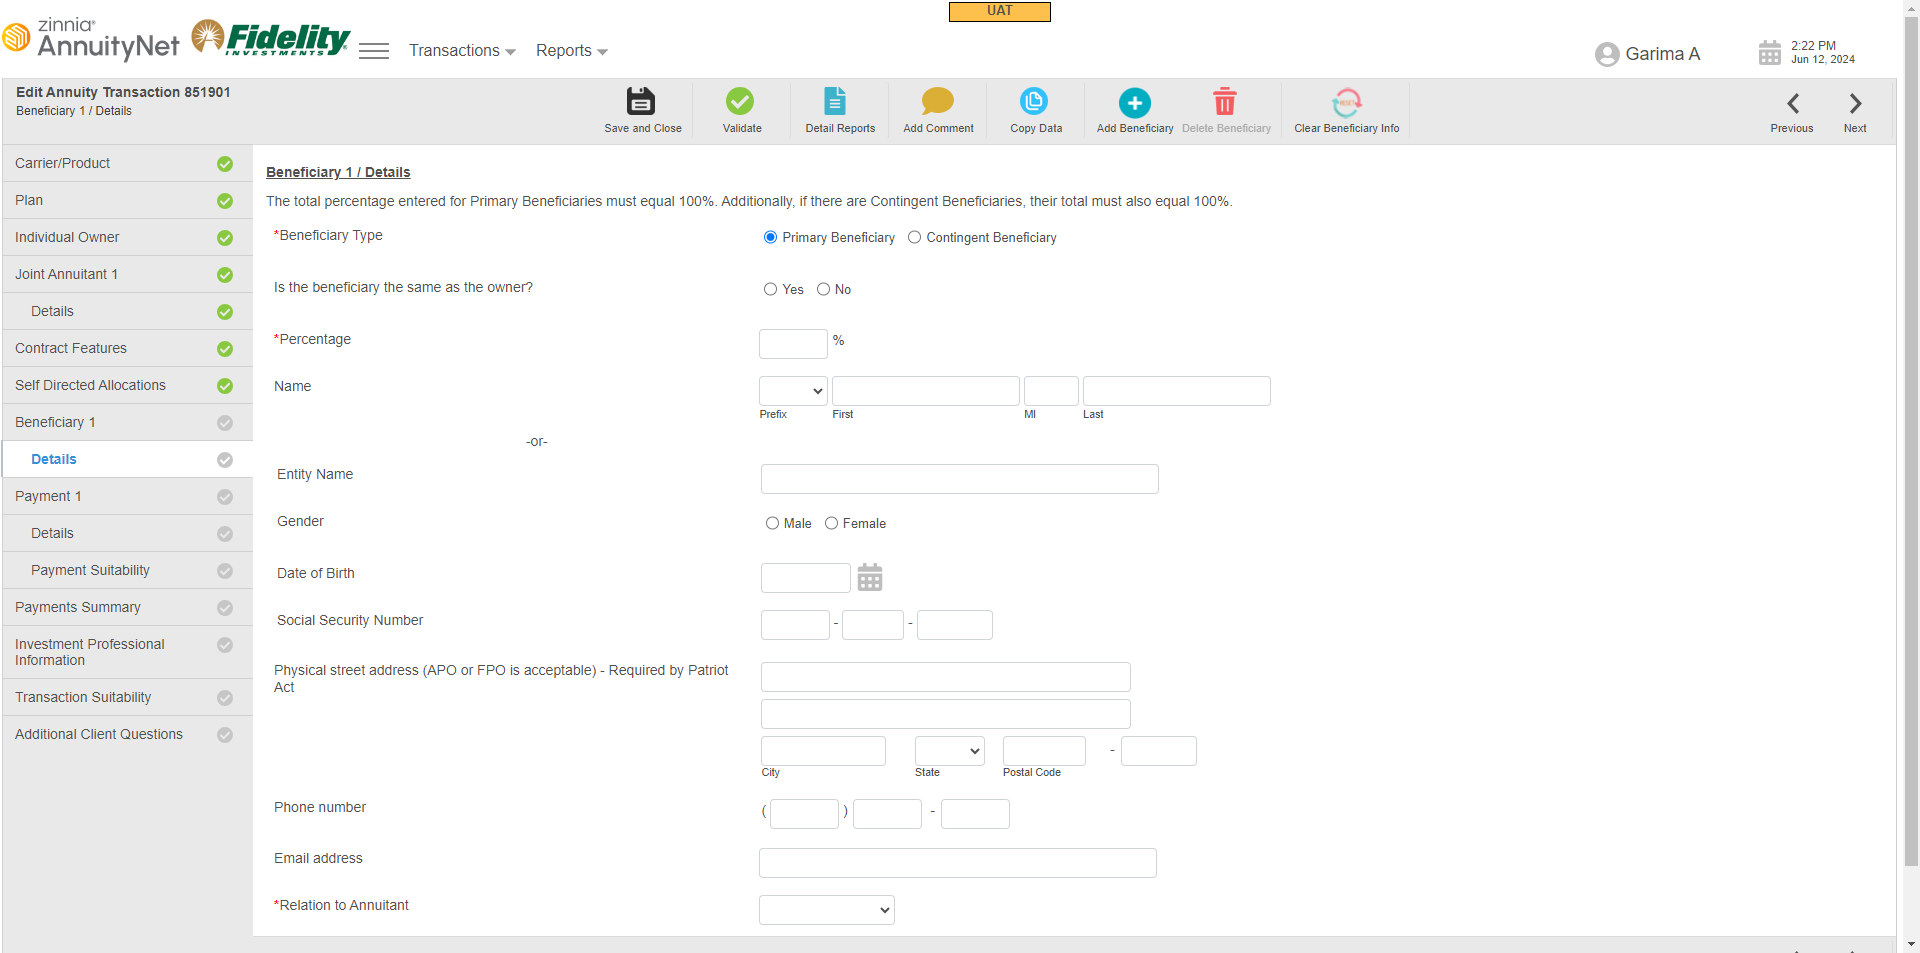 UAT
zinnia
AnnuityNet
Fidelity
INVESTMENTS
Transactions
Reports
Garima A
2:22 PM
Jun 12, 2024
Edit Annuity Transaction 851901
Beneficiary 1 / Details
Save and Close
Validate
Detail Reports
Add Comment
Copy Data
Add Beneficiary
Delete Beneficiary
RESET
Clear Beneficiary Info
Previous
Next
Carrier/Product
Plan
Individual Owner
Joint Annuitant 1
Details
Contract Features
Self Directed Allocations
Beneficiary 1
Details
Payment 1
Details
Payment Suitability
Payments Summary
Investment Professional
Information
Transaction Suitability
Additional Client Questions
Beneficiary 1 / Details
The total percentage entered for Primary Beneficiaries must equal 100%. Additionally, if there are Contingent Beneficiaries, their total must also equal 100%.
*Beneficiary Type
Primary Beneficiary
Contingent Beneficiary
Is the beneficiary the same as the owner?
Yes
No
*Percentage
%
Name
Prefix
First
MI
Last
-or-
Entity Name
Gender
Male
Female
Date of Birth
Social Security Number
- -
Physical street address (APO or FPO is acceptable) - Required by Patriot
Act
-
City
State
Postal Code
Phone number
( ) -
Email address
*Relation to Annuitant